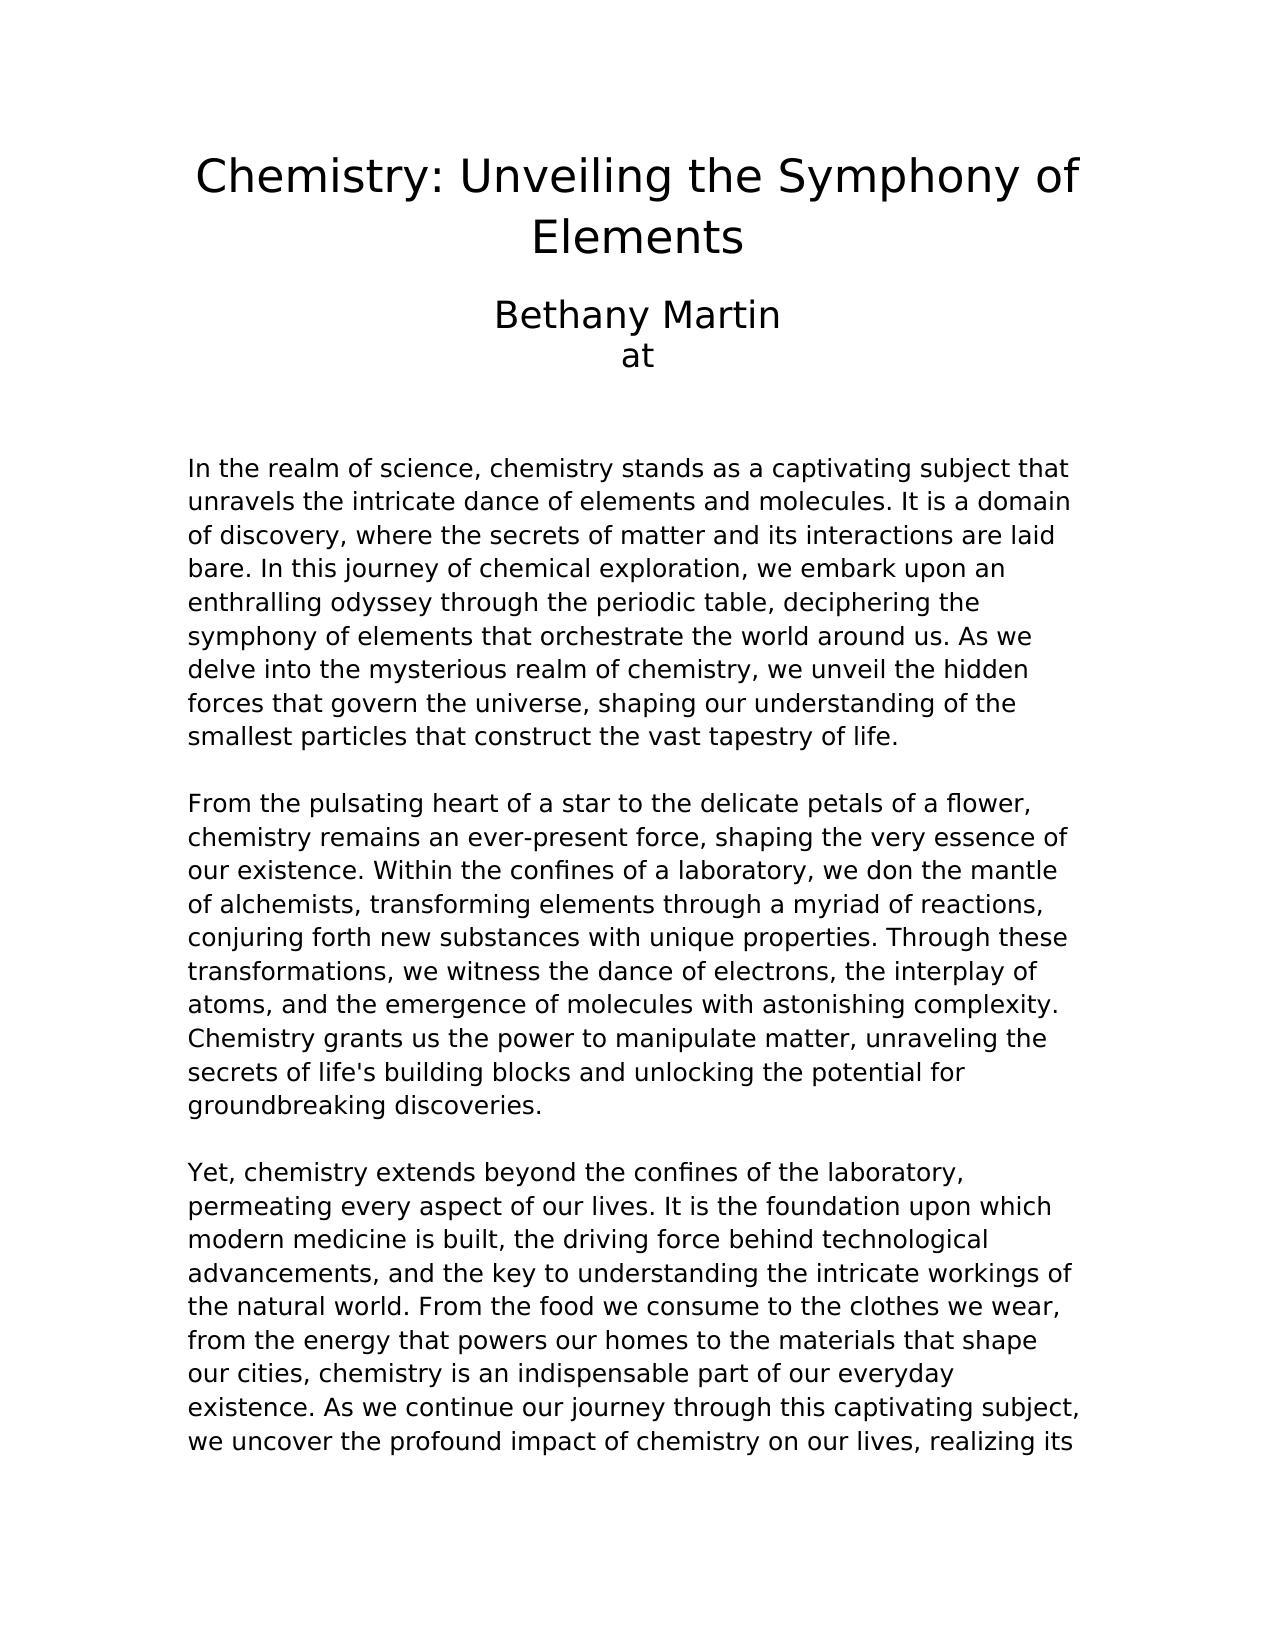 Chemistry: Unveiling the Symphony of
Elements
Bethany Martin
at
In the realm of science, chemistry stands as a captivating subject that
unravels the intricate dance of elements and molecules. It is a domain
of discovery, where the secrets of matter and its interactions are laid
bare. In this journey of chemical exploration, we embark upon an
enthralling odyssey through the periodic table, deciphering the
symphony of elements that orchestrate the world around us. As we
delve into the mysterious realm of chemistry, we unveil the hidden
forces that govern the universe, shaping our understanding of the
smallest particles that construct the vast tapestry of life.
From the pulsating heart of a star to the delicate petals of a flower,
chemistry remains an ever-present force, shaping the very essence of
our existence. Within the confines of a laboratory, we don the mantle
of alchemists, transforming elements through a myriad of reactions,
conjuring forth new substances with unique properties. Through these
transformations, we witness the dance of electrons, the interplay of
atoms, and the emergence of molecules with astonishing complexity.
Chemistry grants us the power to manipulate matter, unraveling the
secrets of life's building blocks and unlocking the potential for
groundbreaking discoveries.
Yet, chemistry extends beyond the confines of the laboratory,
permeating every aspect of our lives. It is the foundation upon which
modern medicine is built, the driving force behind technological
advancements, and the key to understanding the intricate workings of
the natural world. From the food we consume to the clothes we wear,
from the energy that powers our homes to the materials that shape
our cities, chemistry is an indispensable part of our everyday
existence. As we continue our journey through this captivating subject,
we uncover the profound impact of chemistry on our lives, realizing its